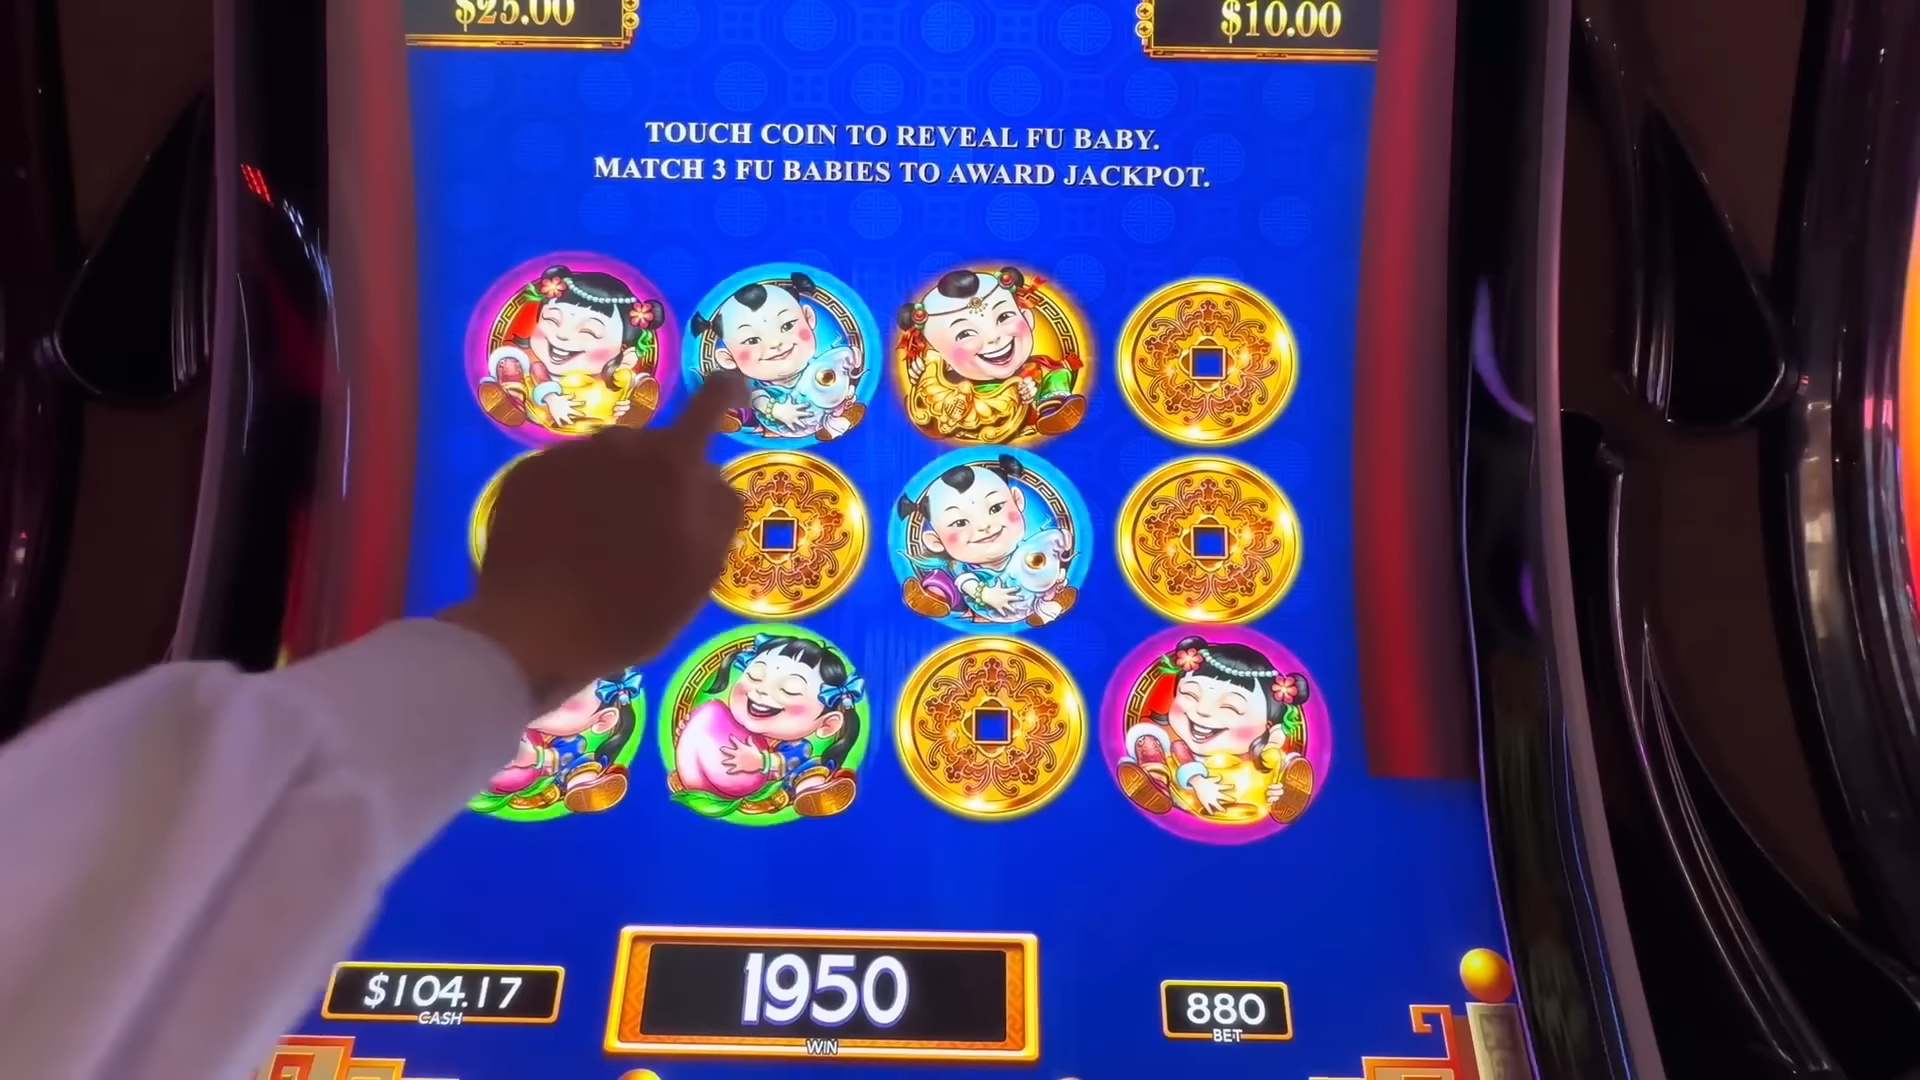 $25.00
$10.00
TOUCH COIN TO REVEAL FU BABY.
MATCH 3 FU BABIES TO AWARD JACKPOT.
$104.17
CASH
1950
WIN
880
BET